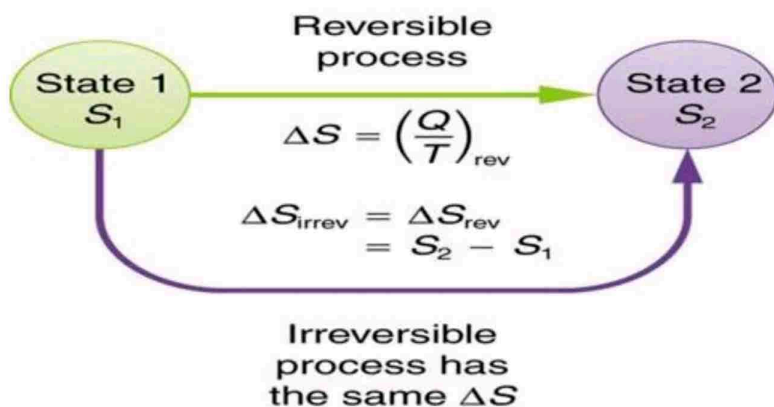 Reversible
process
State 1
S₁
State 2
S₂
ΔS = (Q/T)rev
ΔSirrev = ΔSrev
= S₂ − S₁
Irreversible
process has
the same ΔS